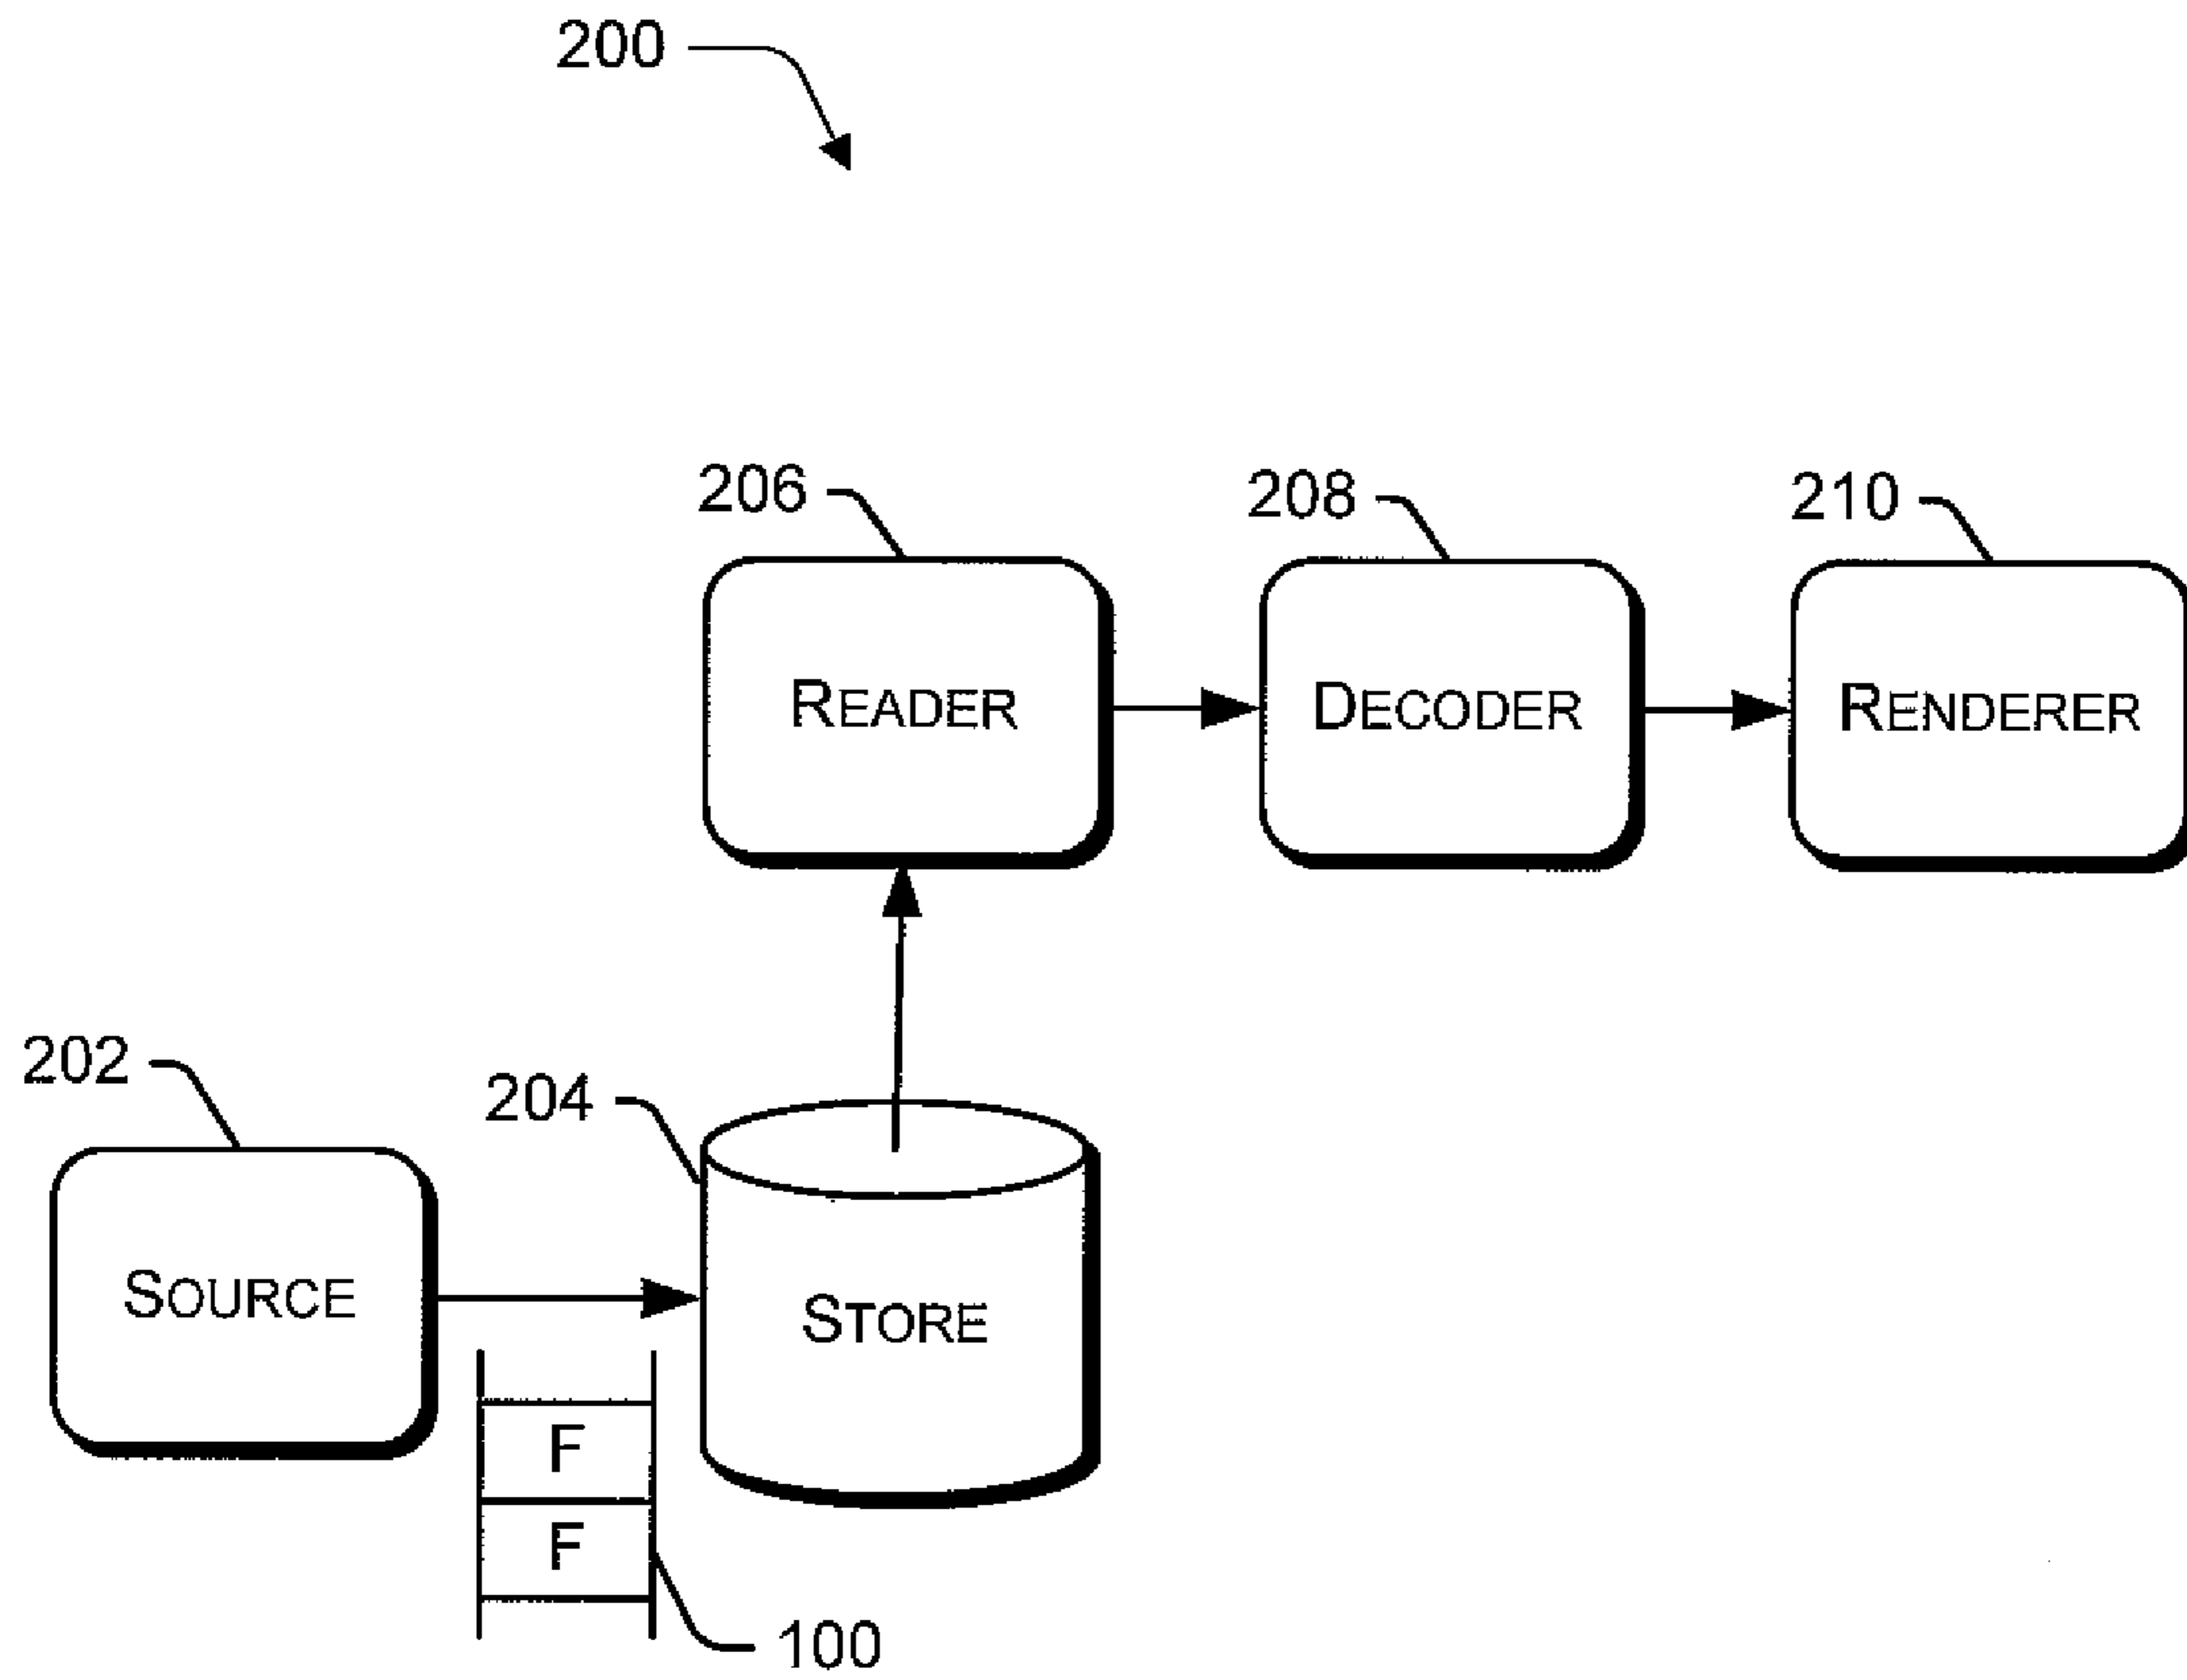 200
206
208
210
READER
DECODER
RENDERER
202
204
SOURCE
STORE
F
F
100